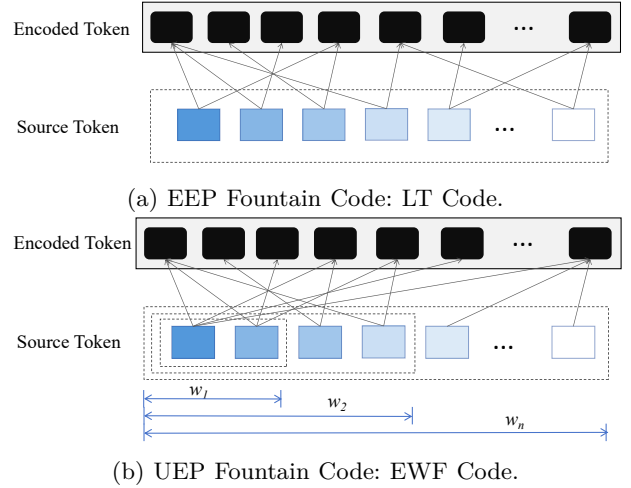 Encoded Token
...
Source Token
...
(a) EEP Fountain Code: LT Code.
Encoded Token
...
Source Token
...
w1
w2
wn
(b) UEP Fountain Code: EWF Code.